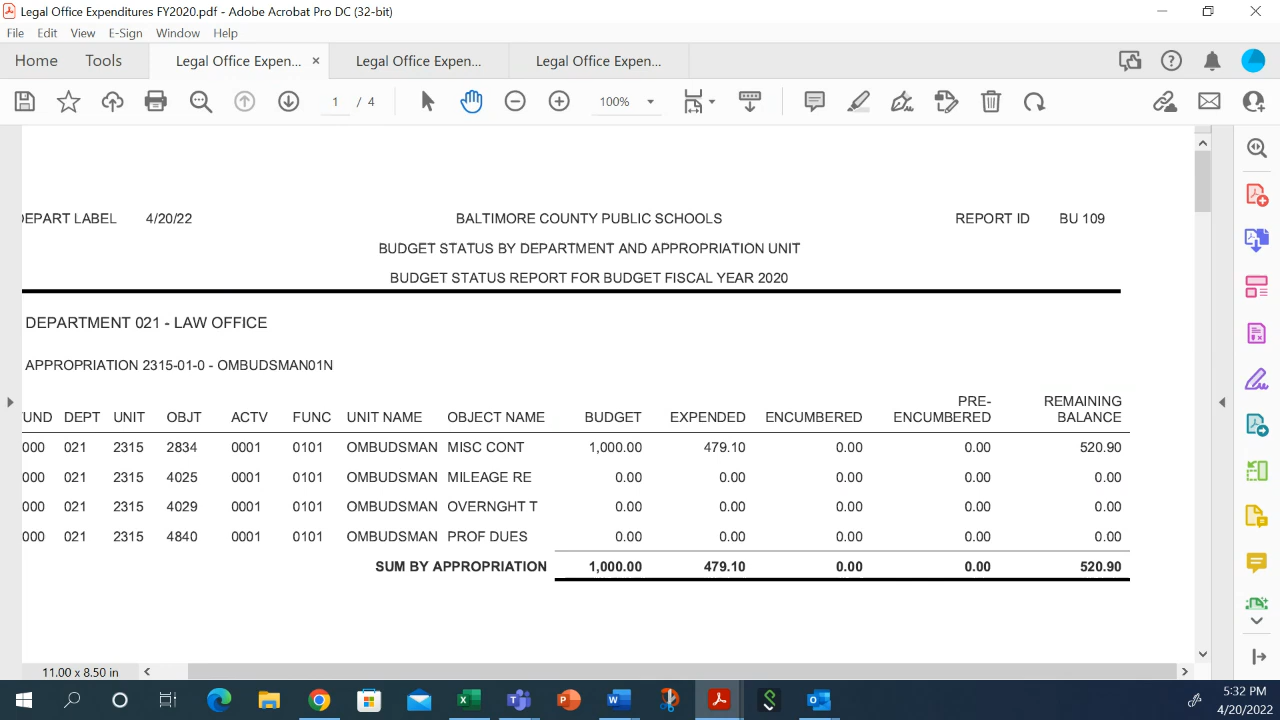 Legal Office Expenditures FY2020.pdf - Adobe Acrobat Pro DC (32-bit)
File Edit View E-Sign Window Help
Home Tools Legal Office Expen... × Legal Office Expen... Legal Office Expen...
1 / 4 100%
EPART LABEL 4/20/22 BALTIMORE COUNTY PUBLIC SCHOOLS REPORT ID BU 109
BUDGET STATUS BY DEPARTMENT AND APPROPRIATION UNIT
BUDGET STATUS REPORT FOR BUDGET FISCAL YEAR 2020
DEPARTMENT 021 - LAW OFFICE
APPROPRIATION 2315-01-0 - OMBUDSMAN01N
PRE- REMAINING
UND DEPT UNIT OBJT ACTV FUNC UNIT NAME OBJECT NAME BUDGET EXPENDED ENCUMBERED ENCUMBERED BALANCE
000 021 2315 2834 0001 0101 OMBUDSMAN MISC CONT 1,000.00 479.10 0.00 0.00 520.90
000 021 2315 4025 0001 0101 OMBUDSMAN MILEAGE RE 0.00 0.00 0.00 0.00 0.00
000 021 2315 4029 0001 0101 OMBUDSMAN OVERNGHT T 0.00 0.00 0.00 0.00 0.00
000 021 2315 4840 0001 0101 OMBUDSMAN PROF DUES 0.00 0.00 0.00 0.00 0.00
SUM BY APPROPRIATION 1,000.00 479.10 0.00 0.00 520.90
11.00 x 8.50 in
5:32 PM
4/20/2022